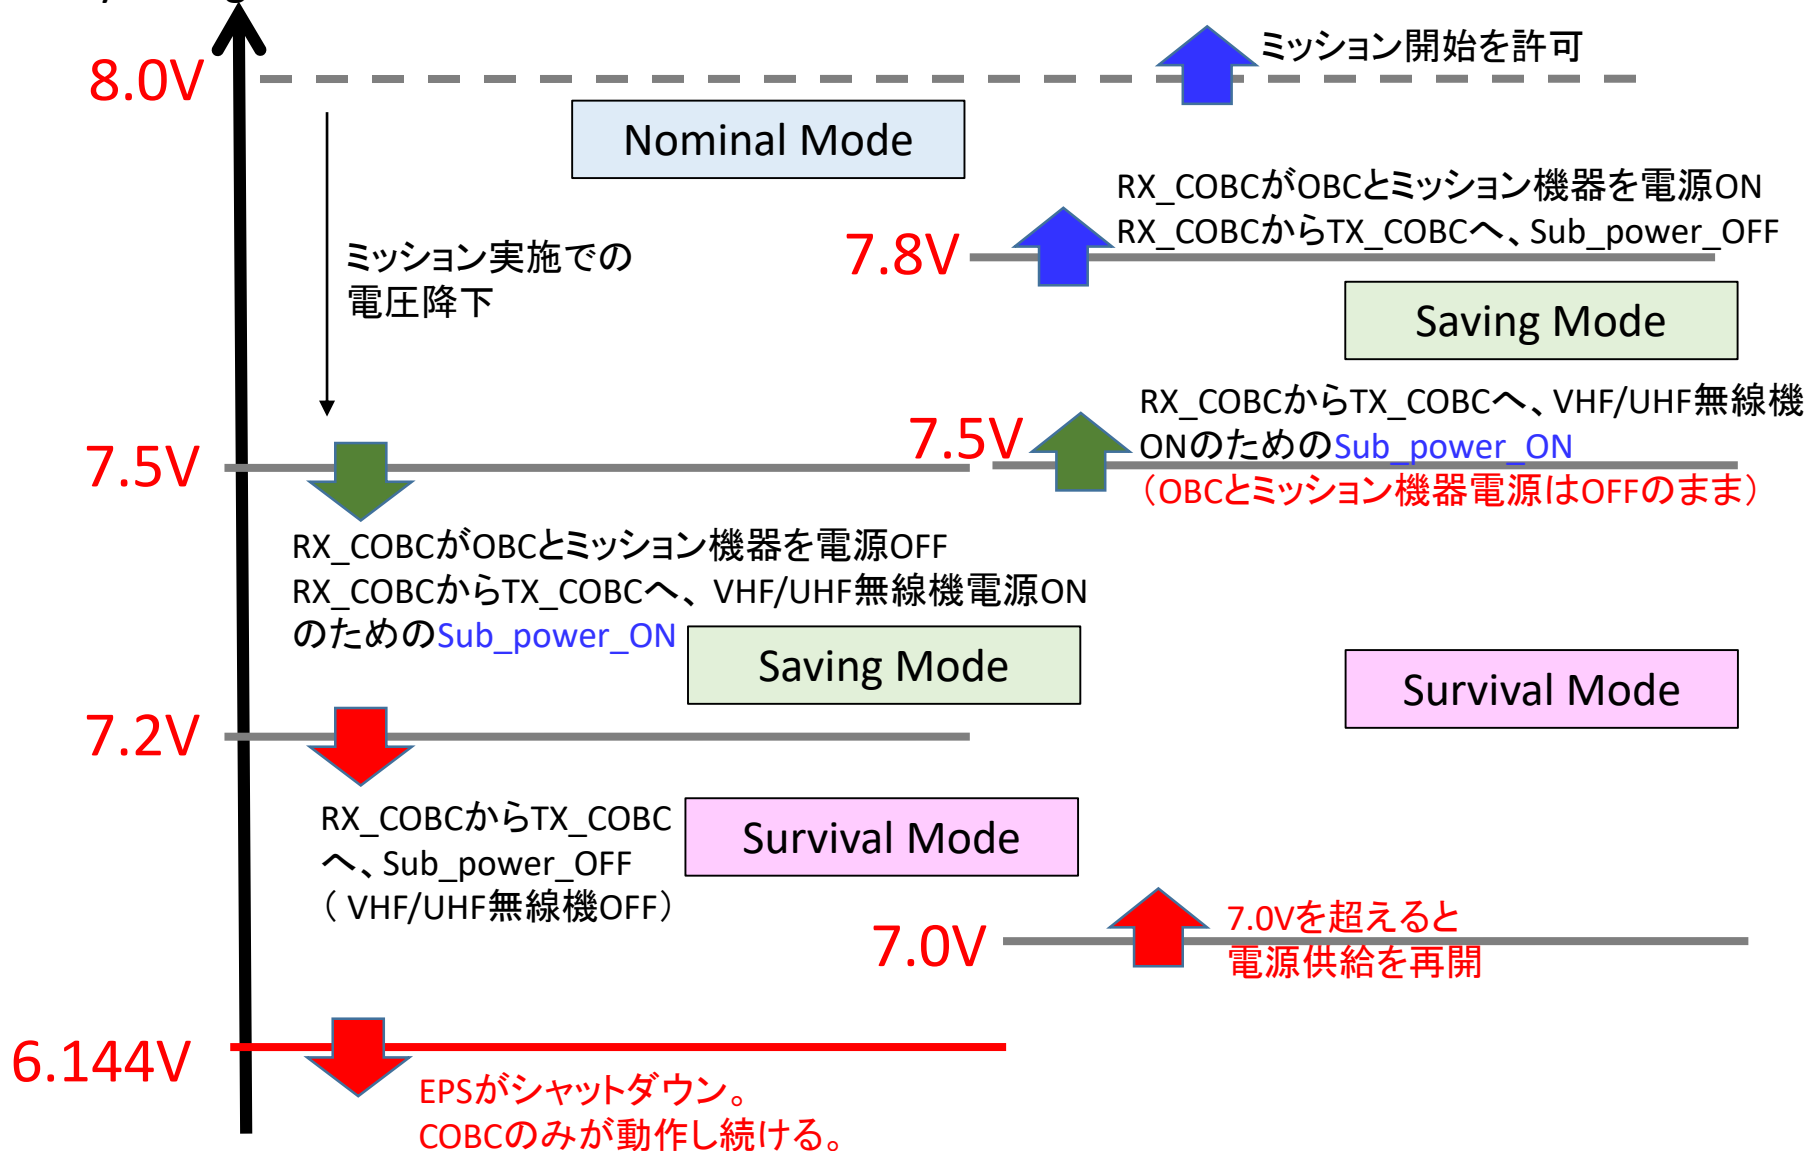 8.0V
ミッション開始を許可
Nominal Mode
RX_COBCがOBCとミッション機器を電源ON
RX_COBCからTX_COBCへ、Sub_power_OFF
7.8V
ミッション実施での
電圧降下
Saving Mode
RX_COBCからTX_COBCへ、VHF/UHF無線機
ONのためのSub_power_ON
（OBCとミッション機器電源はOFFのまま）
7.5V
7.5V
RX_COBCがOBCとミッション機器を電源OFF
RX_COBCからTX_COBCへ、 VHF/UHF無線機電源ON
のためのSub_power_ON
Saving Mode
Survival Mode
7.2V
RX_COBCからTX_COBC
へ、Sub_power_OFF
（ VHF/UHF無線機OFF）
Survival Mode
7.0V
7.0Vを超えると
電源供給を再開
6.144V
EPSがシャットダウン。
COBCのみが動作し続ける。